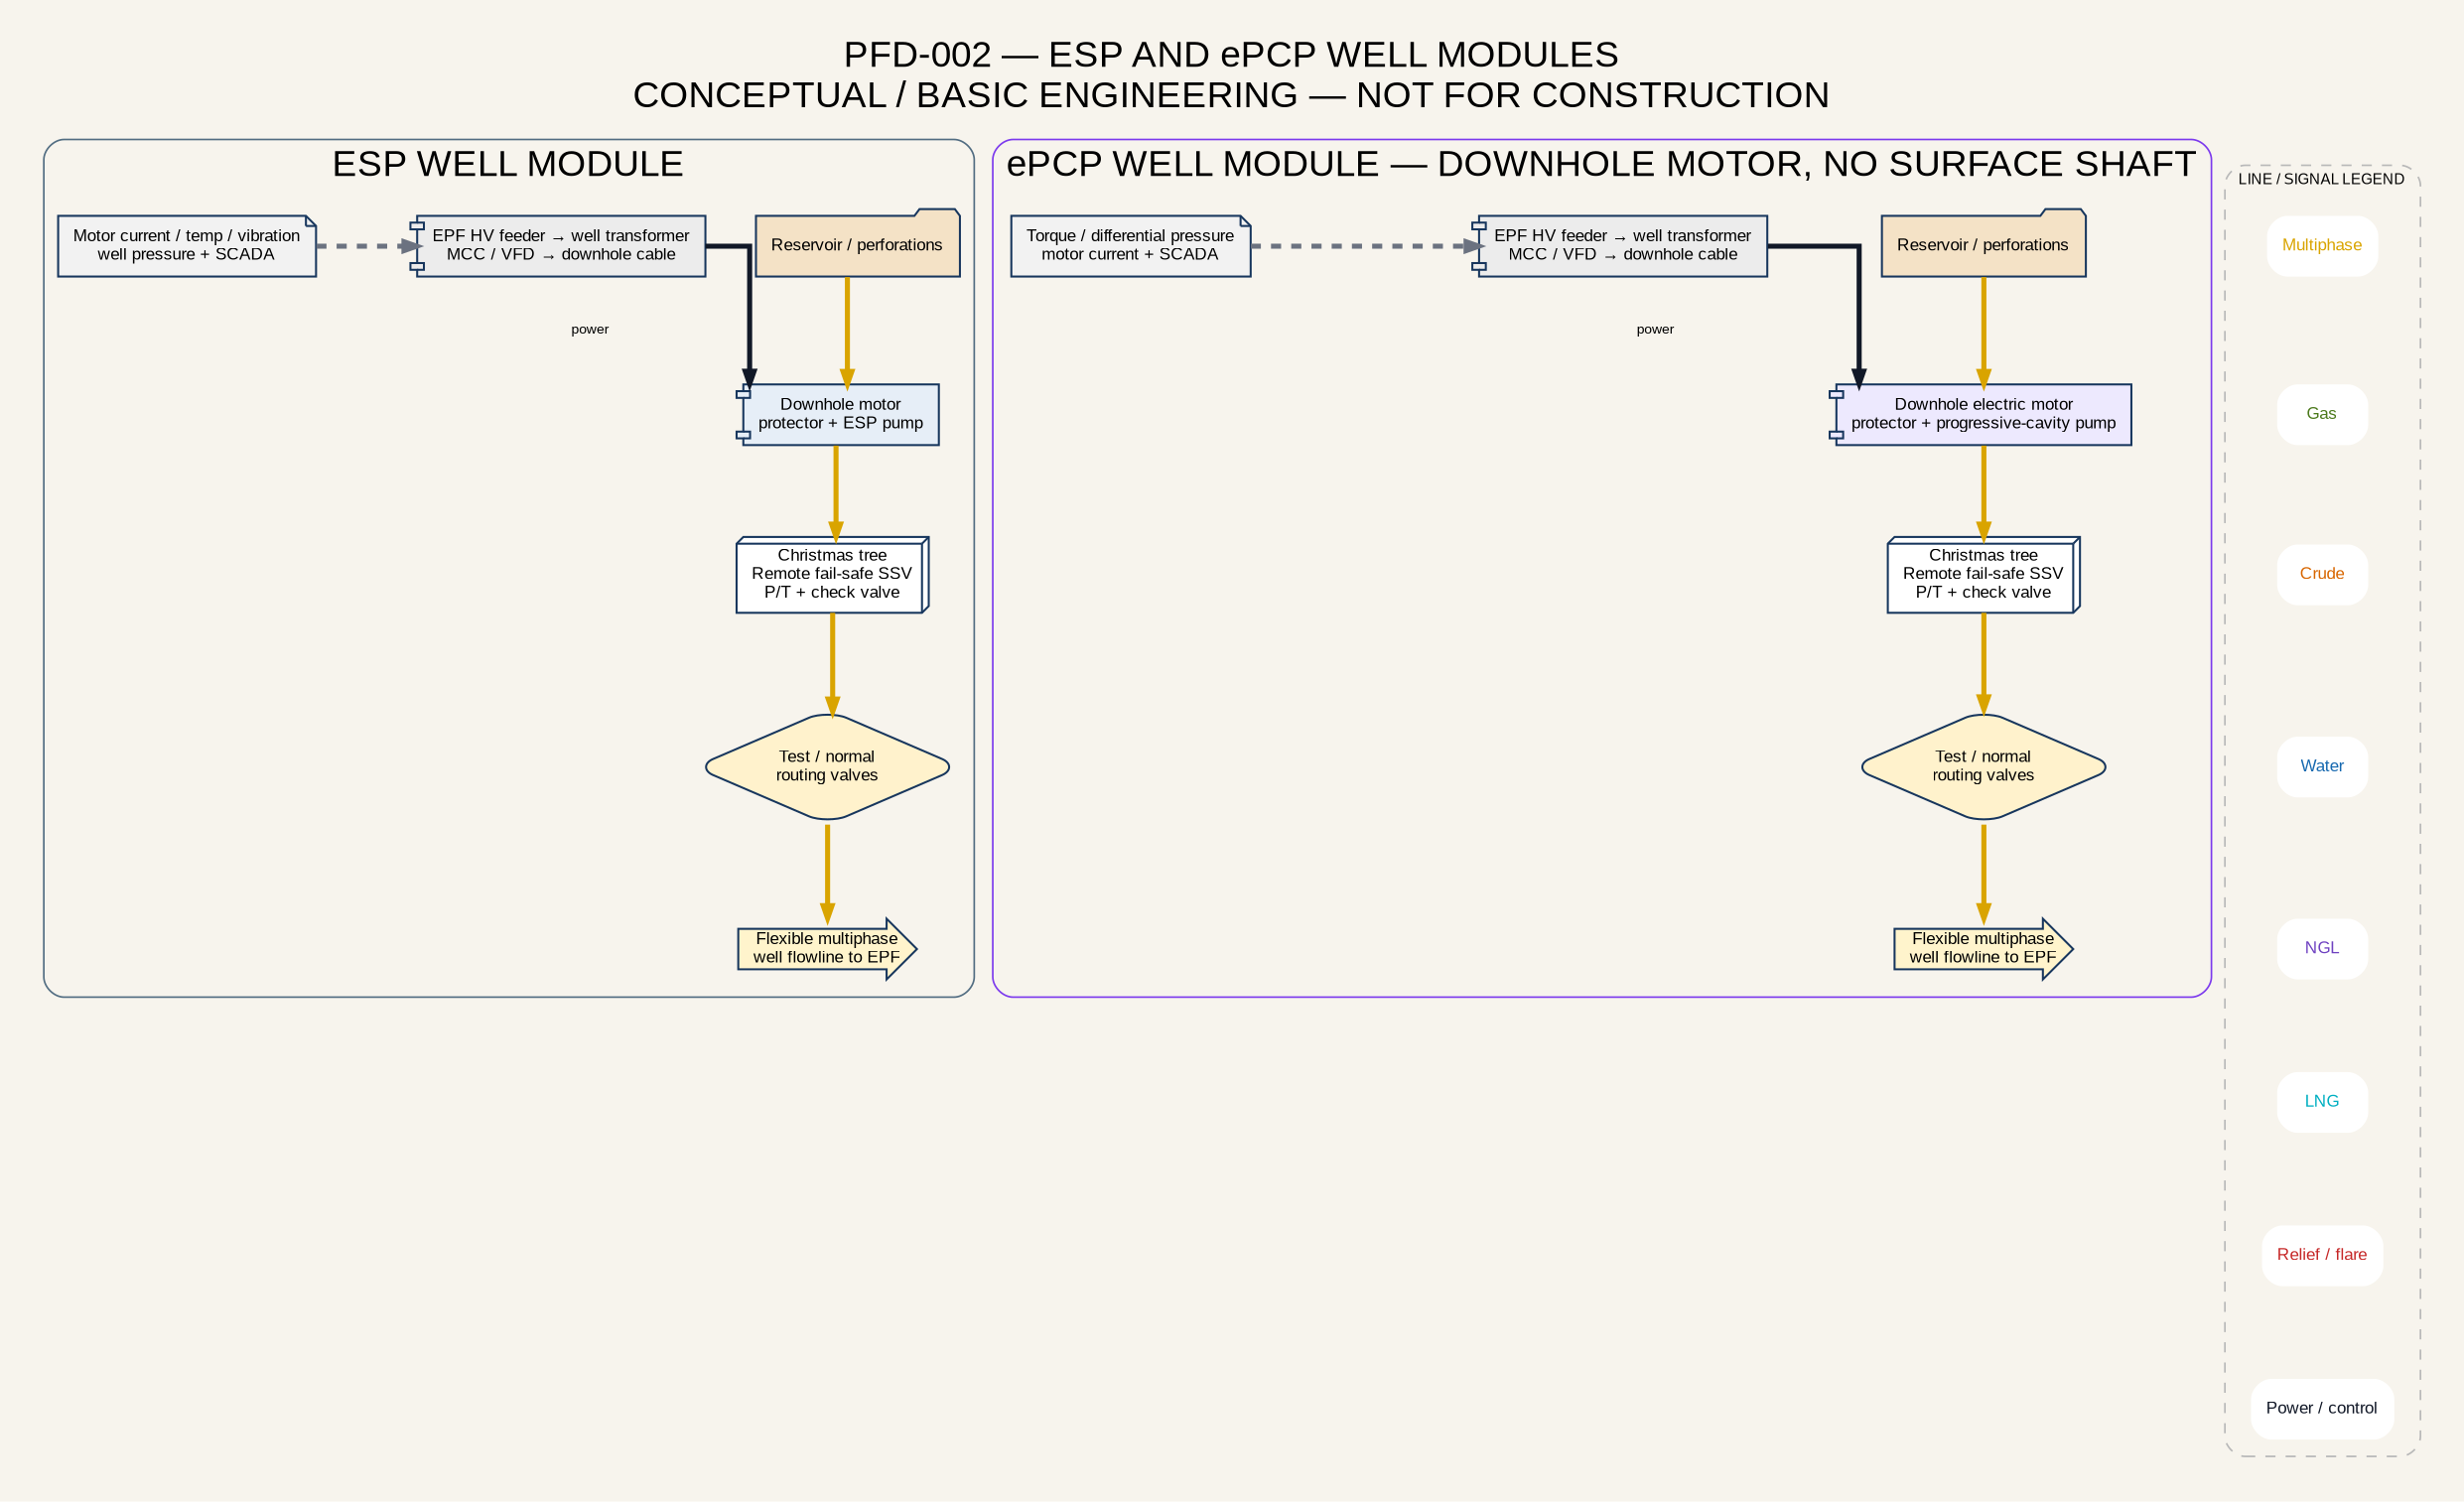 PFD-002 — ESP AND ePCP WELL MODULES
CONCEPTUAL / BASIC ENGINEERING — NOT FOR CONSTRUCTION
ESP WELL MODULE
Motor current / temp / vibration
well pressure + SCADA
EPF HV feeder → well transformer
MCC / VFD → downhole cable
Reservoir / perforations
power
Downhole motor
protector + ESP pump
Christmas tree
Remote fail-safe SSV
P/T + check valve
Test / normal
routing valves
Flexible multiphase
well flowline to EPF
ePCP WELL MODULE — DOWNHOLE MOTOR, NO SURFACE SHAFT
Torque / differential pressure
motor current + SCADA
EPF HV feeder → well transformer
MCC / VFD → downhole cable
Reservoir / perforations
power
Downhole electric motor
protector + progressive-cavity pump
Christmas tree
Remote fail-safe SSV
P/T + check valve
Test / normal
routing valves
Flexible multiphase
well flowline to EPF
LINE / SIGNAL LEGEND
Multiphase
Gas
Crude
Water
NGL
LNG
Relief / flare
Power / control